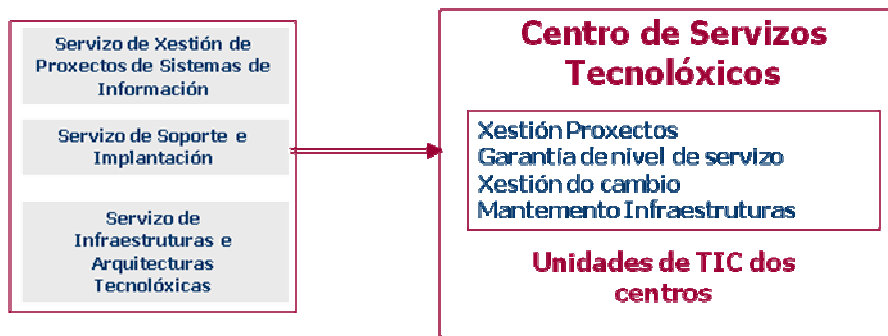 Servizo de Xestión de
Proxectos de Sistemas de
Información
Servizo de Soporte e
Implantación
Servizo de
Infraestruturas e
Arquitecturas
Tecnolóxicas
Centro de Servizos
Tecnolóxicos
Xestión Proxectos
Garantía de nivel de servizo
Xestión do cambio
Mantemento Infraestruturas
Unidades de TIC dos
centros